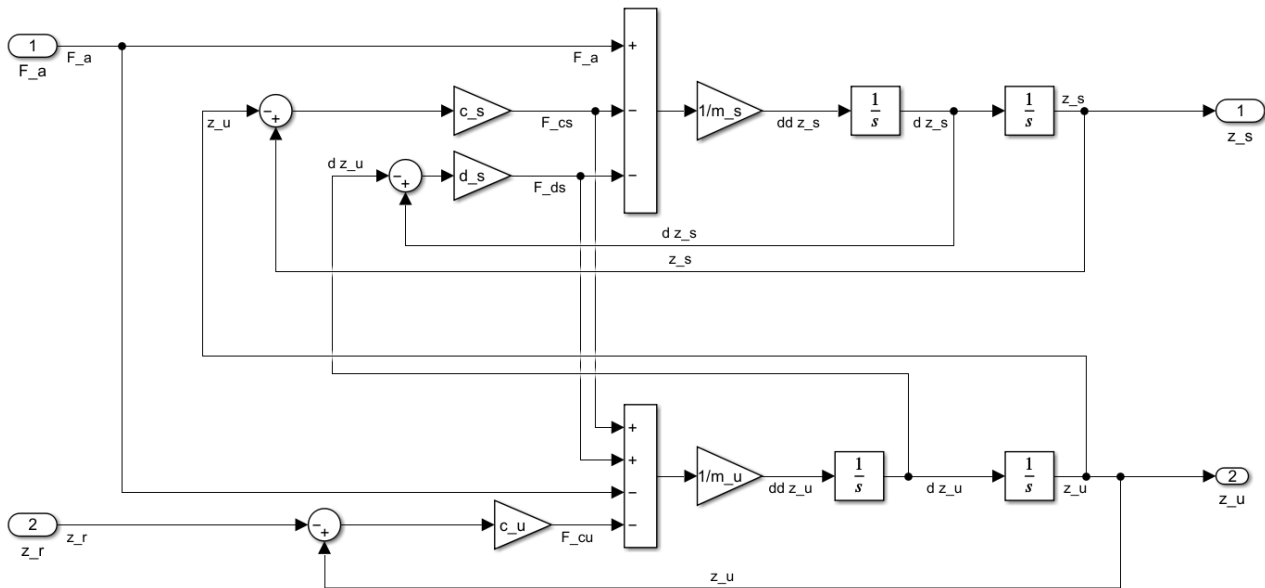 1
F_a
F_a
F_a
+
−
−
z_u
−
+
c_s
F_cs
1/m_s
dd z_s
1
s
d z_s
1
s
z_s
1
z_s
d z_u
−
+
d_s
F_ds
d z_s
z_s
+
+
−
−
1/m_u
dd z_u
1
s
d z_u
1
s
z_u
2
z_u
2
z_r
z_r
−
+
c_u
F_cu
z_u